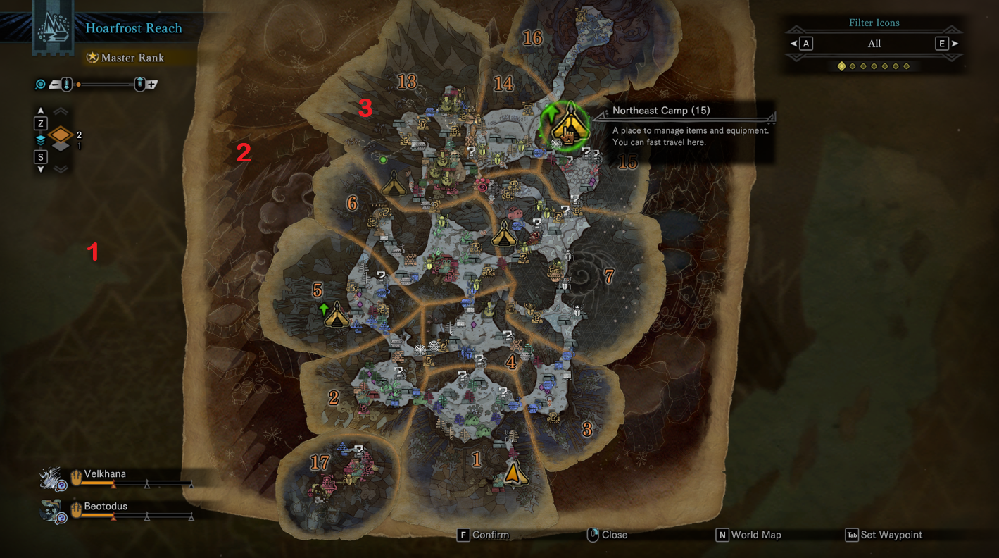 Hoarfrost Reach
Master Rank
Filter Icons
A
All
E
Z
2
1
S
16
13
14
3
Northeast Camp (15)
A place to manage items and equipment.
You can fast travel here.
2
15
6
1
7
5
4
2
3
17
1
Velkhana
Beotodus
F Confirm
Close
N World Map
Tab Set Waypoint